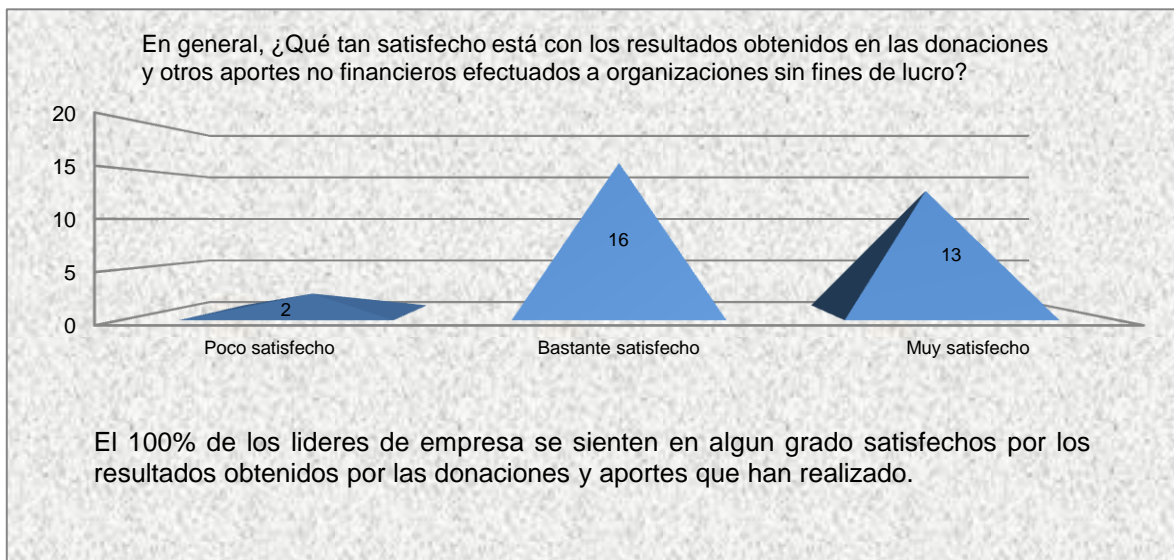 En general, ¿Qué tan satisfecho está con los resultados obtenidos en las donaciones
y otros aportes no financieros efectuados a organizaciones sin fines de lucro?
20
15
10
5
0
2
16
13
Poco satisfecho
Bastante satisfecho
Muy satisfecho
El 100% de los lideres de empresa se sienten en algun grado satisfechos por los
resultados obtenidos por las donaciones y aportes que han realizado.